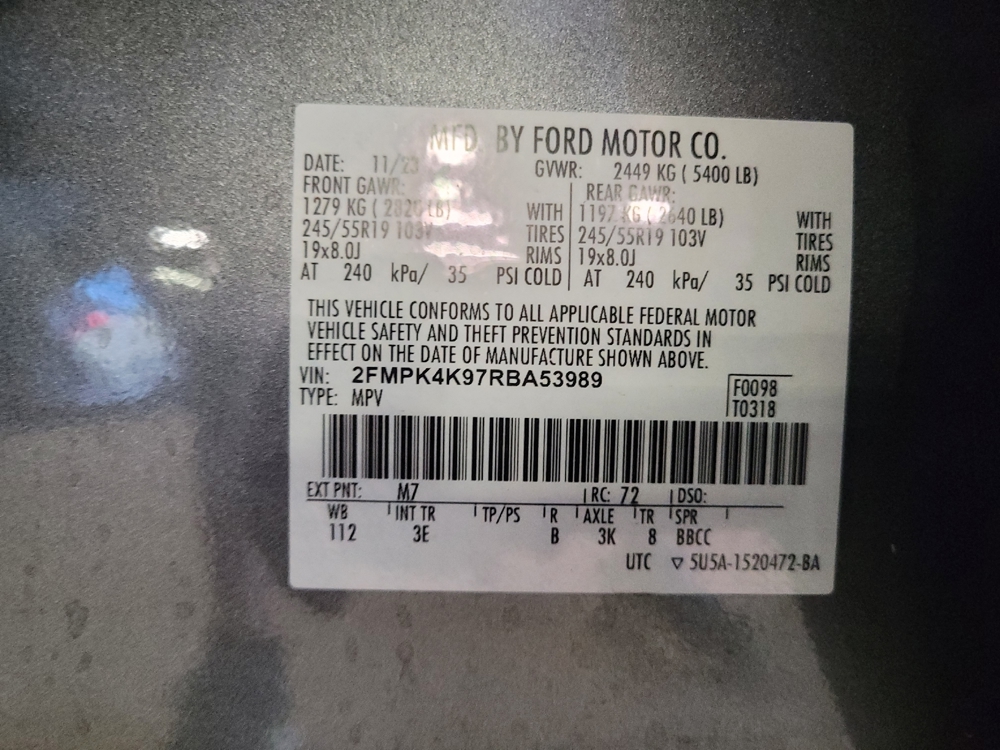 MFD. BY FORD MOTOR CO.
DATE: 11/23 GVWR: 2449 KG ( 5400 LB)
FRONT GAWR: REAR GAWR:
1279 KG ( 2820 LB) WITH 1197 KG ( 2640 LB) WITH
245/55R19 103V TIRES 245/55R19 103V TIRES
19x8.0J RIMS 19x8.0J RIMS
AT 240 kPa/ 35 PSI COLD AT 240 kPa/ 35 PSI COLD
THIS VEHICLE CONFORMS TO ALL APPLICABLE FEDERAL MOTOR
VEHICLE SAFETY AND THEFT PREVENTION STANDARDS IN
EFFECT ON THE DATE OF MANUFACTURE SHOWN ABOVE.
VIN: 2FMPK4K97RBA53989
TYPE: MPV
F0098
T0318
EXT PNT: M7 RC: 72 DSO:
WB INT TR TP/PS R AXLE TR SPR
112 3E B 3K 8 BBCC
UTC ▽ 5U5A-1520472-BA